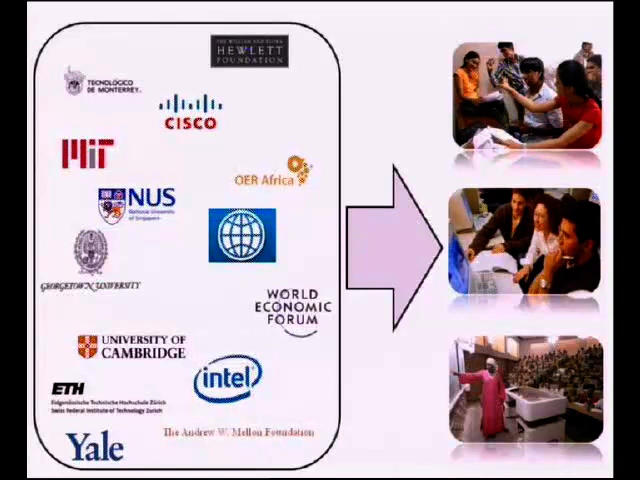 THE WILLIAM AND FLORA
HEWLETT
FOUNDATION
TECNOLÓGICO
DE MONTERREY.
CISCO
MIT
OER Africa
NUS
National University
of Singapore
GEORGETOWN UNIVERSITY
WORLD
ECONOMIC
FORUM
UNIVERSITY OF
CAMBRIDGE
intel
ETH
Eidgenössische Technische Hochschule Zürich
Swiss Federal Institute of Technology Zurich
The Andrew W. Mellon Foundation
Yale